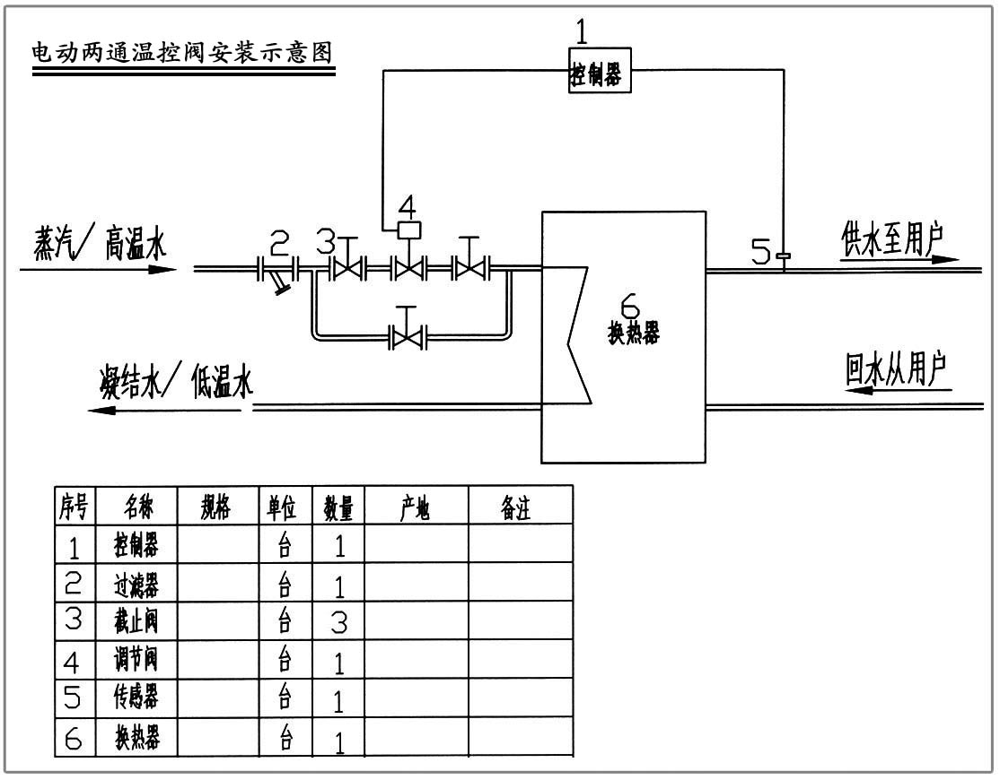 电动两通温控阀安装示意图
1
控制器
4
蒸汽/高温水
2
3
5
供水至用户
6
换热器
凝结水/低温水
回水从用户
序号 名称 规格 单位 数量 产地 备注
1 控制器 台 1
2 过滤器 台 1
3 截止阀 台 3
4 调节阀 台 1
5 传感器 台 1
6 换热器 台 1